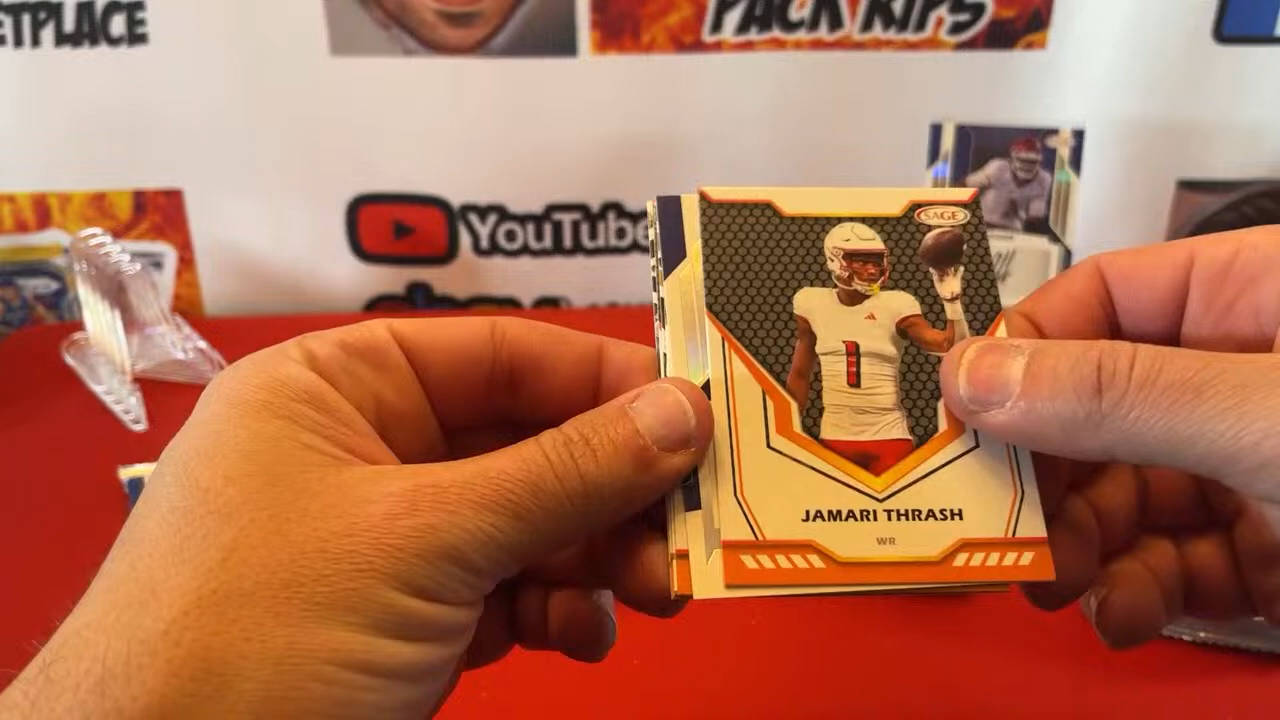 ETPLACE
PACK RIPS
YouTube
SAGE
1
JAMARI THRASH
WR